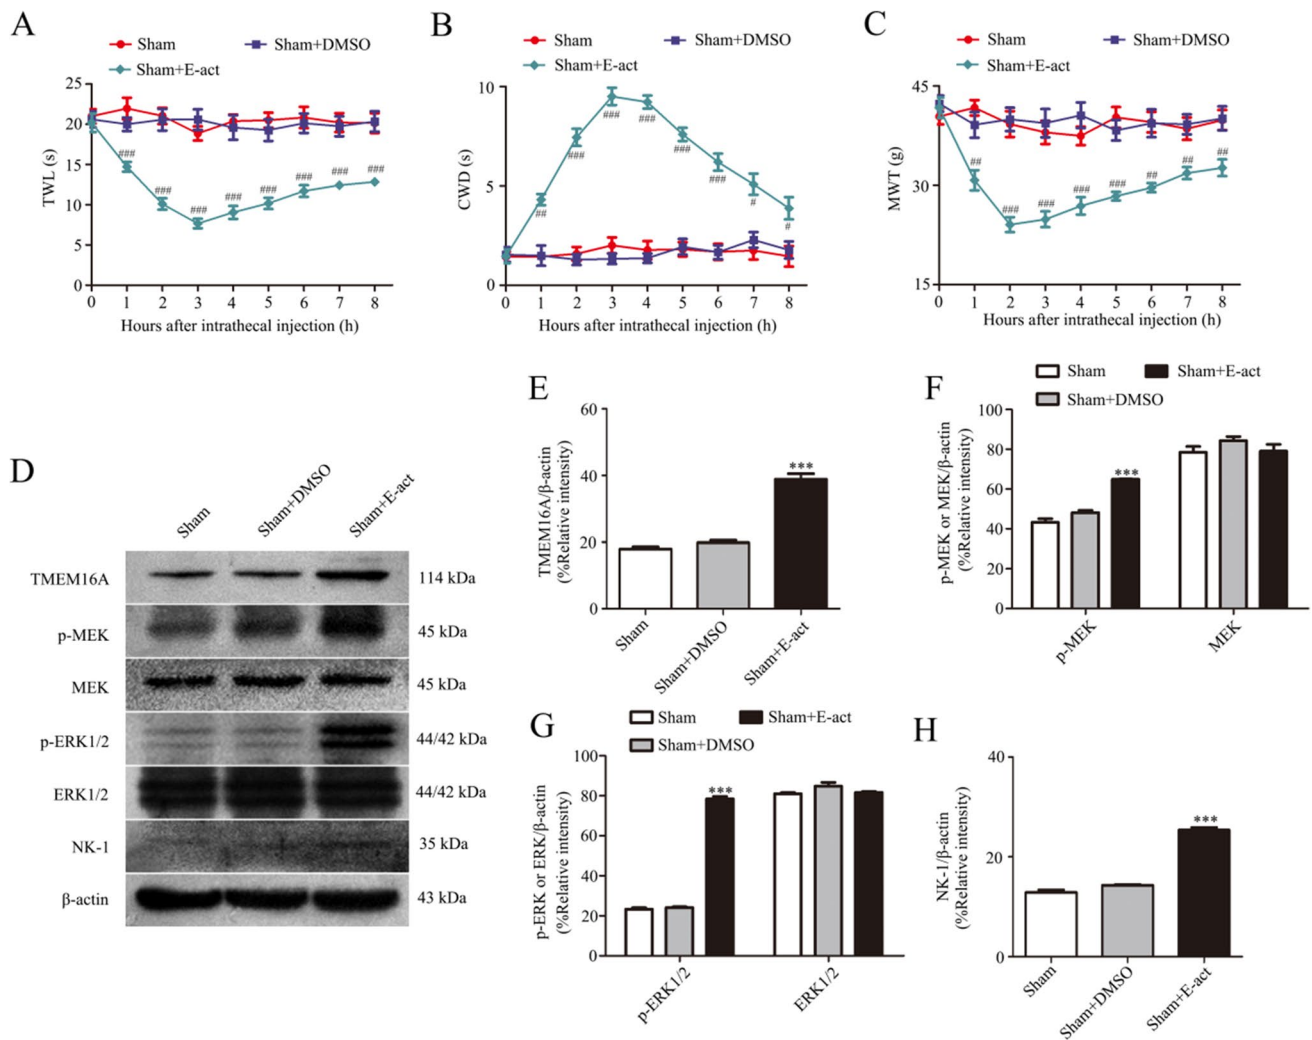 A
Sham
Sham+DMSO
Sham+E-act
TWL (s)
25
20
15
10
5
0
###
###
###
###
###
###
###
###
0 1 2 3 4 5 6 7 8
Hours after intrathecal injection (h)
B
Sham
Sham+DMSO
Sham+E-act
CWD (s)
10
5
0
##
###
###
###
###
###
#
#
0 1 2 3 4 5 6 7 8
Hours after intrathecal injection (h)
C
Sham
Sham+DMSO
Sham+E-act
MWT (g)
45
30
15
##
###
###
###
###
##
##
##
0 1 2 3 4 5 6 7 8
Hours after intrathecal injection (h)
D
Sham
Sham+DMSO
Sham+E-act
TMEM16A 114 kDa
p-MEK 45 kDa
MEK 45 kDa
p-ERK1/2 44/42 kDa
ERK1/2 44/42 kDa
NK-1 35 kDa
β-actin 43 kDa
E
TMEM16A/β-actin
(%Relative intensity)
60
40
20
0
***
Sham
Sham+DMSO
Sham+E-act
F
Sham
Sham+E-act
Sham+DMSO
p-MEK or MEK/β-actin
(%Relative intensity)
100
80
60
40
20
0
***
p-MEK
MEK
G
Sham
Sham+E-act
Sham+DMSO
p-ERK or ERK/β-actin
(%Relative intensity)
100
80
60
40
20
0
***
p-ERK1/2
ERK1/2
H
NK-1/β-actin
(%Relative intensity)
40
20
0
***
Sham
Sham+DMSO
Sham+E-act